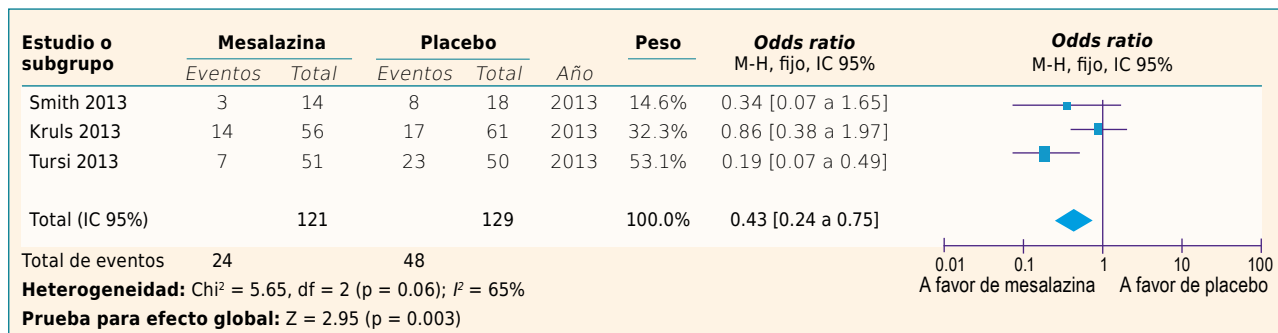 Estudio o subgrupo Mesalazina Placebo Peso Odds ratio Odds ratio
Eventos Total Eventos Total Año M-H, fijo, IC 95% M-H, fijo, IC 95%
Smith 2013 3 14 8 18 2013 14.6% 0.34 [0.07 a 1.65]
Kruls 2013 14 56 17 61 2013 32.3% 0.86 [0.38 a 1.97]
Tursi 2013 7 51 23 50 2013 53.1% 0.19 [0.07 a 0.49]
Total (IC 95%) 121 129 100.0% 0.43 [0.24 a 0.75]
Total de eventos 24 48
0.01 0.1 1 10 100
A favor de mesalazina A favor de placebo
Heterogeneidad: Chi² = 5.65, df = 2 (p = 0.06); I² = 65%
Prueba para efecto global: Z = 2.95 (p = 0.003)